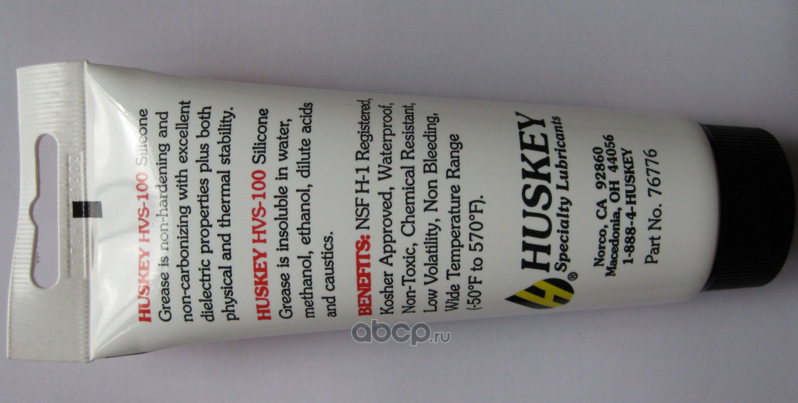 HUSKEY HVS-100 Silicone
Grease is non-hardening and
non-carbonizing with excellent
dielectric properties plus both
physical and thermal stability.
HUSKEY HVS-100 Silicone
Grease is insoluble in water,
methanol, ethanol, dilute acids
and caustics.
BENEFITS: NSF H-1 Registered,
Kosher Approved, Waterproof,
Non-Toxic, Chemical Resistant,
Low Volatility, Non Bleeding,
Wide Temperature Range
(-50°F to 570°F).
HUSKEY
Specialty Lubricants
®
Norco, CA 92860
Macedonia, OH 44056
1-888-4-HUSKEY
Part No. 76776
abcp.ru